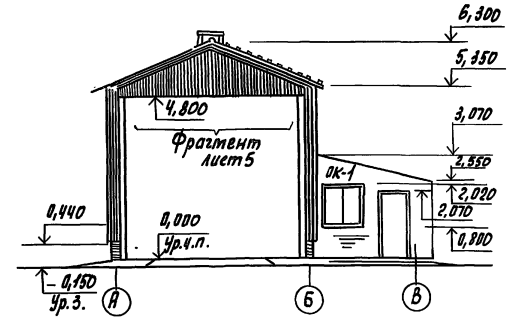 6,300
5,350
4,800
Фрагмент
лист 5
3,070
ОК-1
2,550
2,020
2,070
0,440
0,000
Ур.ч.п.
0,800
-0,150
Ур.з.
А
Б
В